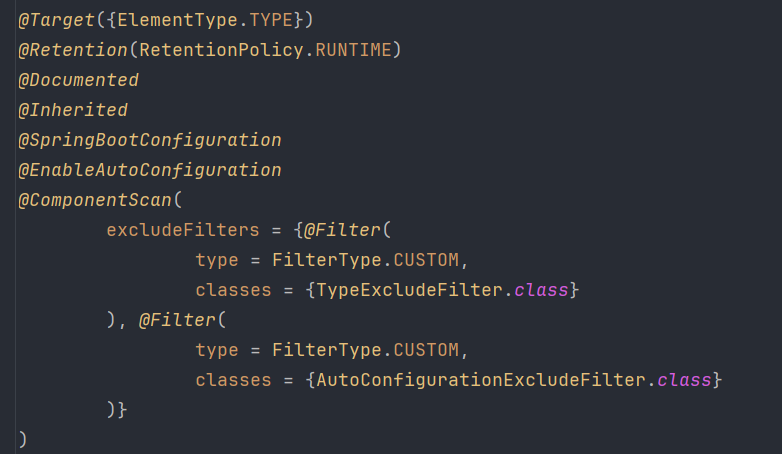 @Target({ElementType.TYPE})
@Retention(RetentionPolicy.RUNTIME)
@Documented
@Inherited
@SpringBootConfiguration
@EnableAutoConfiguration
@ComponentScan(
        excludeFilters = {@Filter(
                type = FilterType.CUSTOM,
                classes = {TypeExcludeFilter.class}
        ), @Filter(
                type = FilterType.CUSTOM,
                classes = {AutoConfigurationExcludeFilter.class}
        )}
)